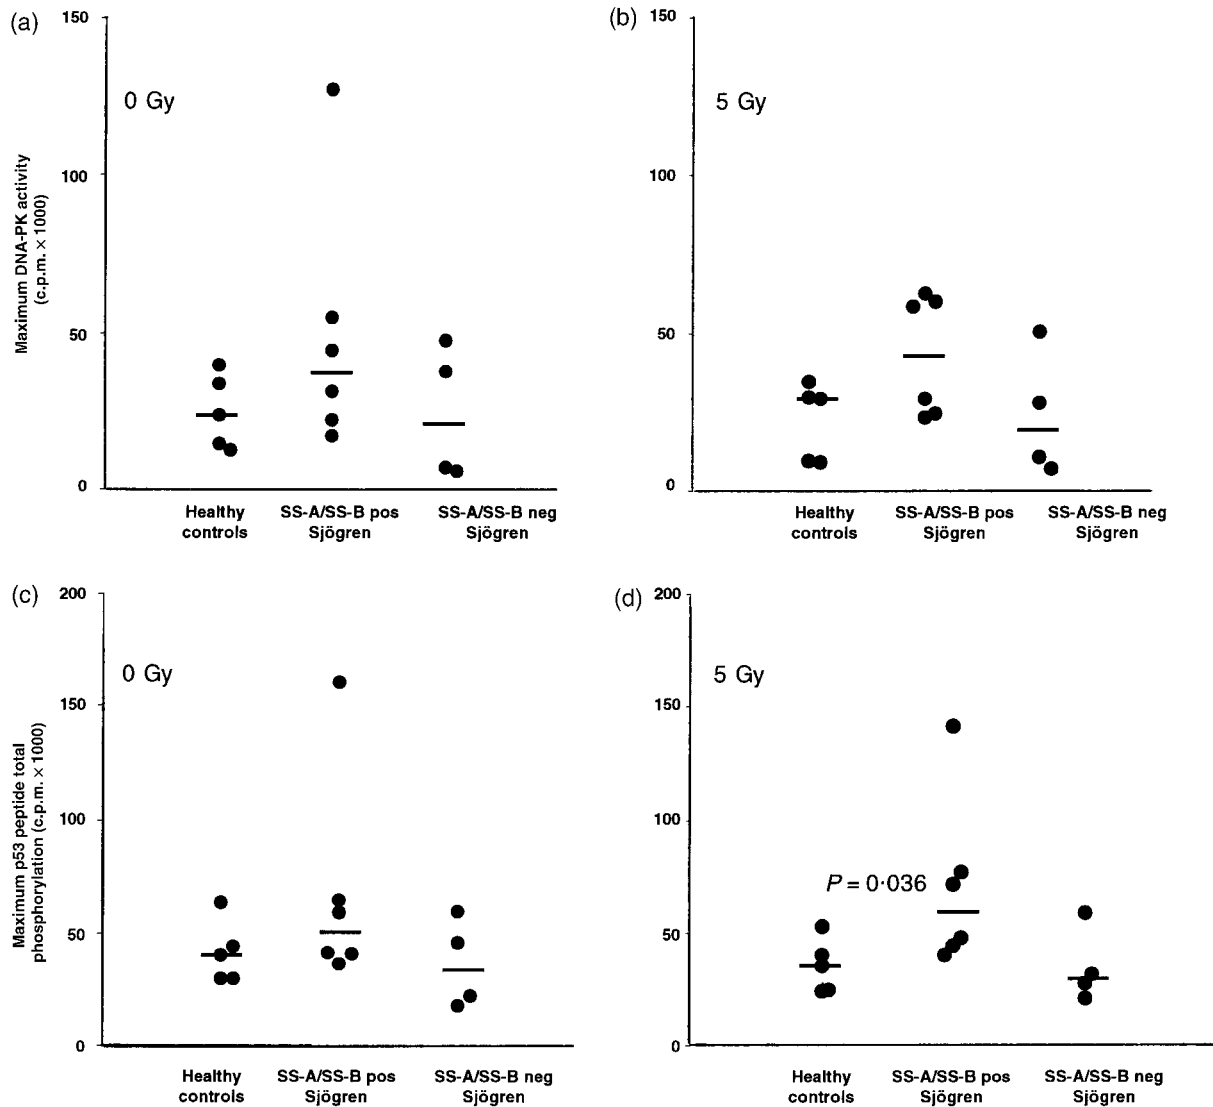 (a)
150
0 Gy
100
50
0
Maximum DNA-PK activity
(c.p.m. × 1000)
Healthy
controls
SS-A/SS-B pos
Sjögren
SS-A/SS-B neg
Sjögren
(b)
150
5 Gy
100
50
0
Healthy
controls
SS-A/SS-B pos
Sjögren
SS-A/SS-B neg
Sjögren
(c)
200
0 Gy
150
100
50
0
Maximum p53 peptide total
phosphorylation (c.p.m. × 1000)
Healthy
controls
SS-A/SS-B pos
Sjögren
SS-A/SS-B neg
Sjögren
(d)
200
5 Gy
150
100
P = 0·036
50
0
Healthy
controls
SS-A/SS-B pos
Sjögren
SS-A/SS-B neg
Sjögren